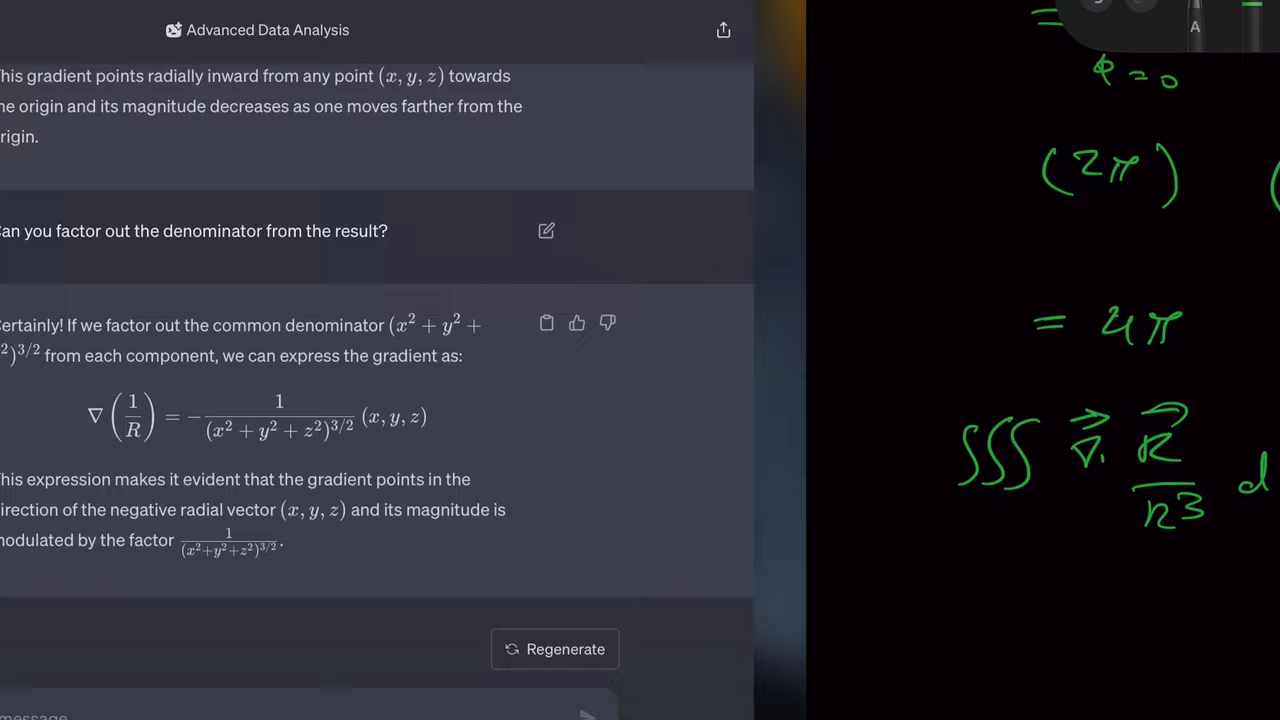 Advanced Data Analysis
his gradient points radially inward from any point (x, y, z) towards
he origin and its magnitude decreases as one moves farther from the
rigin.
Can you factor out the denominator from the result?
Certainly! If we factor out the common denominator (x² + y² +
²)^{3/2} from each component, we can express the gradient as:
∇ (1/R) = − 1/(x² + y² + z²)^{3/2} (x, y, z)
his expression makes it evident that the gradient points in the
irection of the negative radial vector (x, y, z) and its magnitude is
modulated by the factor 1/(x²+y²+z²)^{3/2}.
Regenerate
message
A
=
φ = 0
(2π) (
= 4π
∭ ∇⃗ · R⃗/R³ d